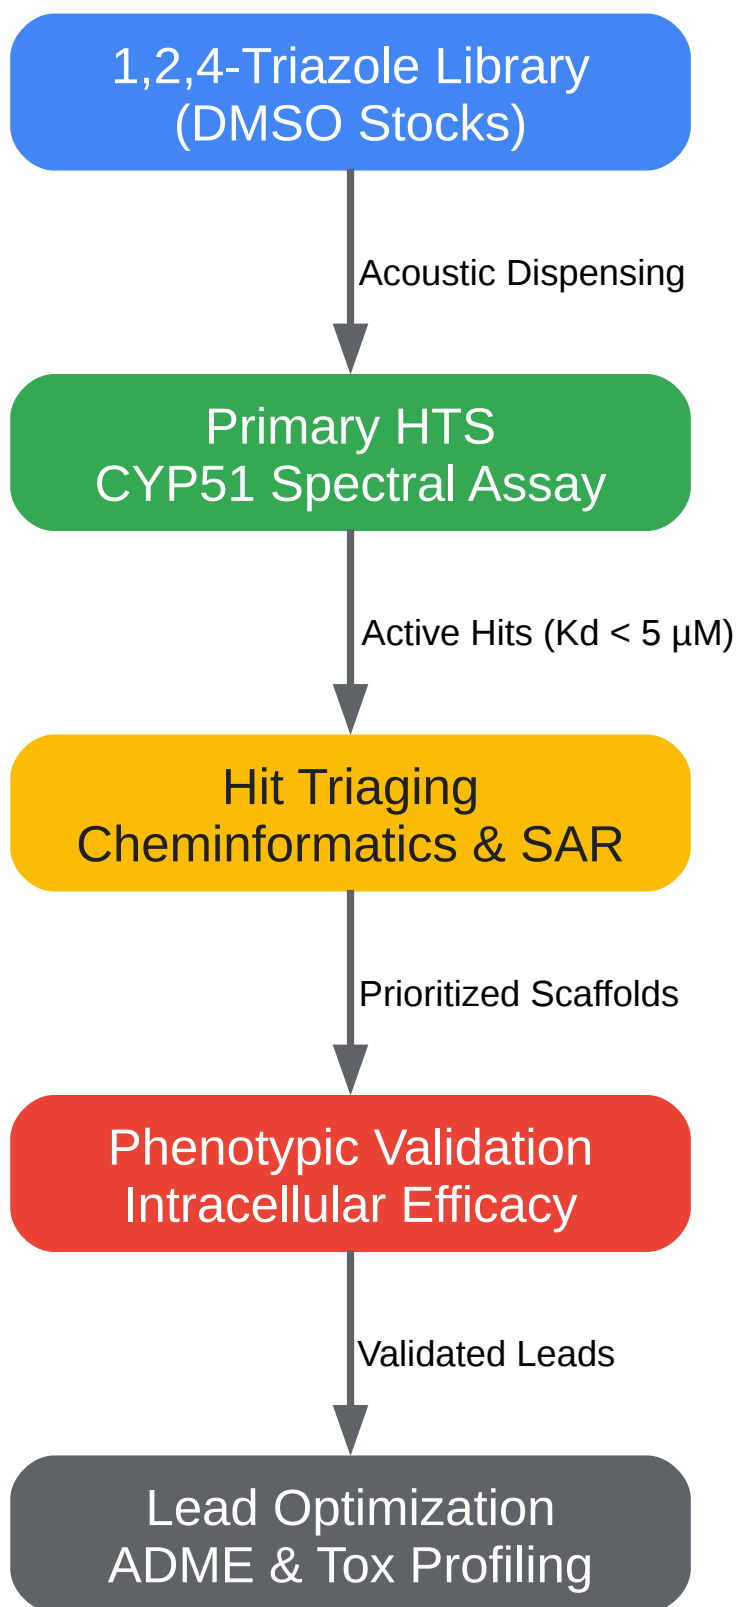 1,2,4-Triazole Library
(DMSO Stocks)
Acoustic Dispensing
Primary HTS
CYP51 Spectral Assay
Active Hits (Kd < 5 µM)
Hit Triaging
Cheminformatics & SAR
Prioritized Scaffolds
Phenotypic Validation
Intracellular Efficacy
Validated Leads
Lead Optimization
ADME & Tox Profiling